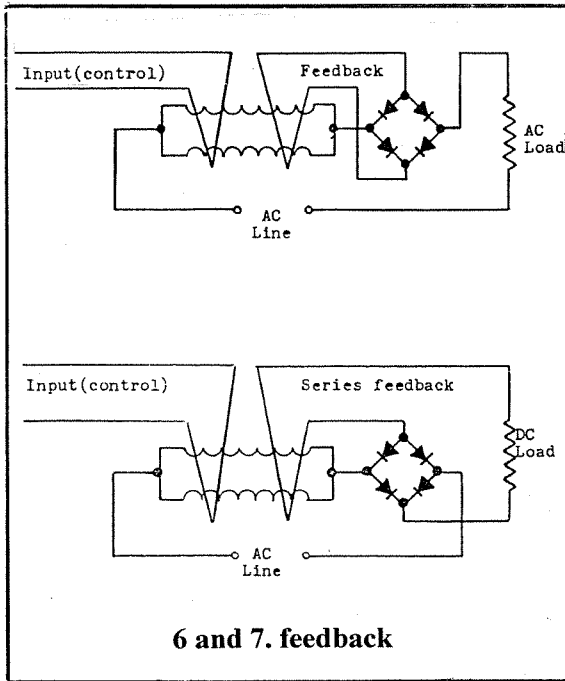 Input(control)
Feedback
AC
Load
AC
Line
Input(control)
Series feedback
DC
Load
AC
Line
6 and 7. feedback